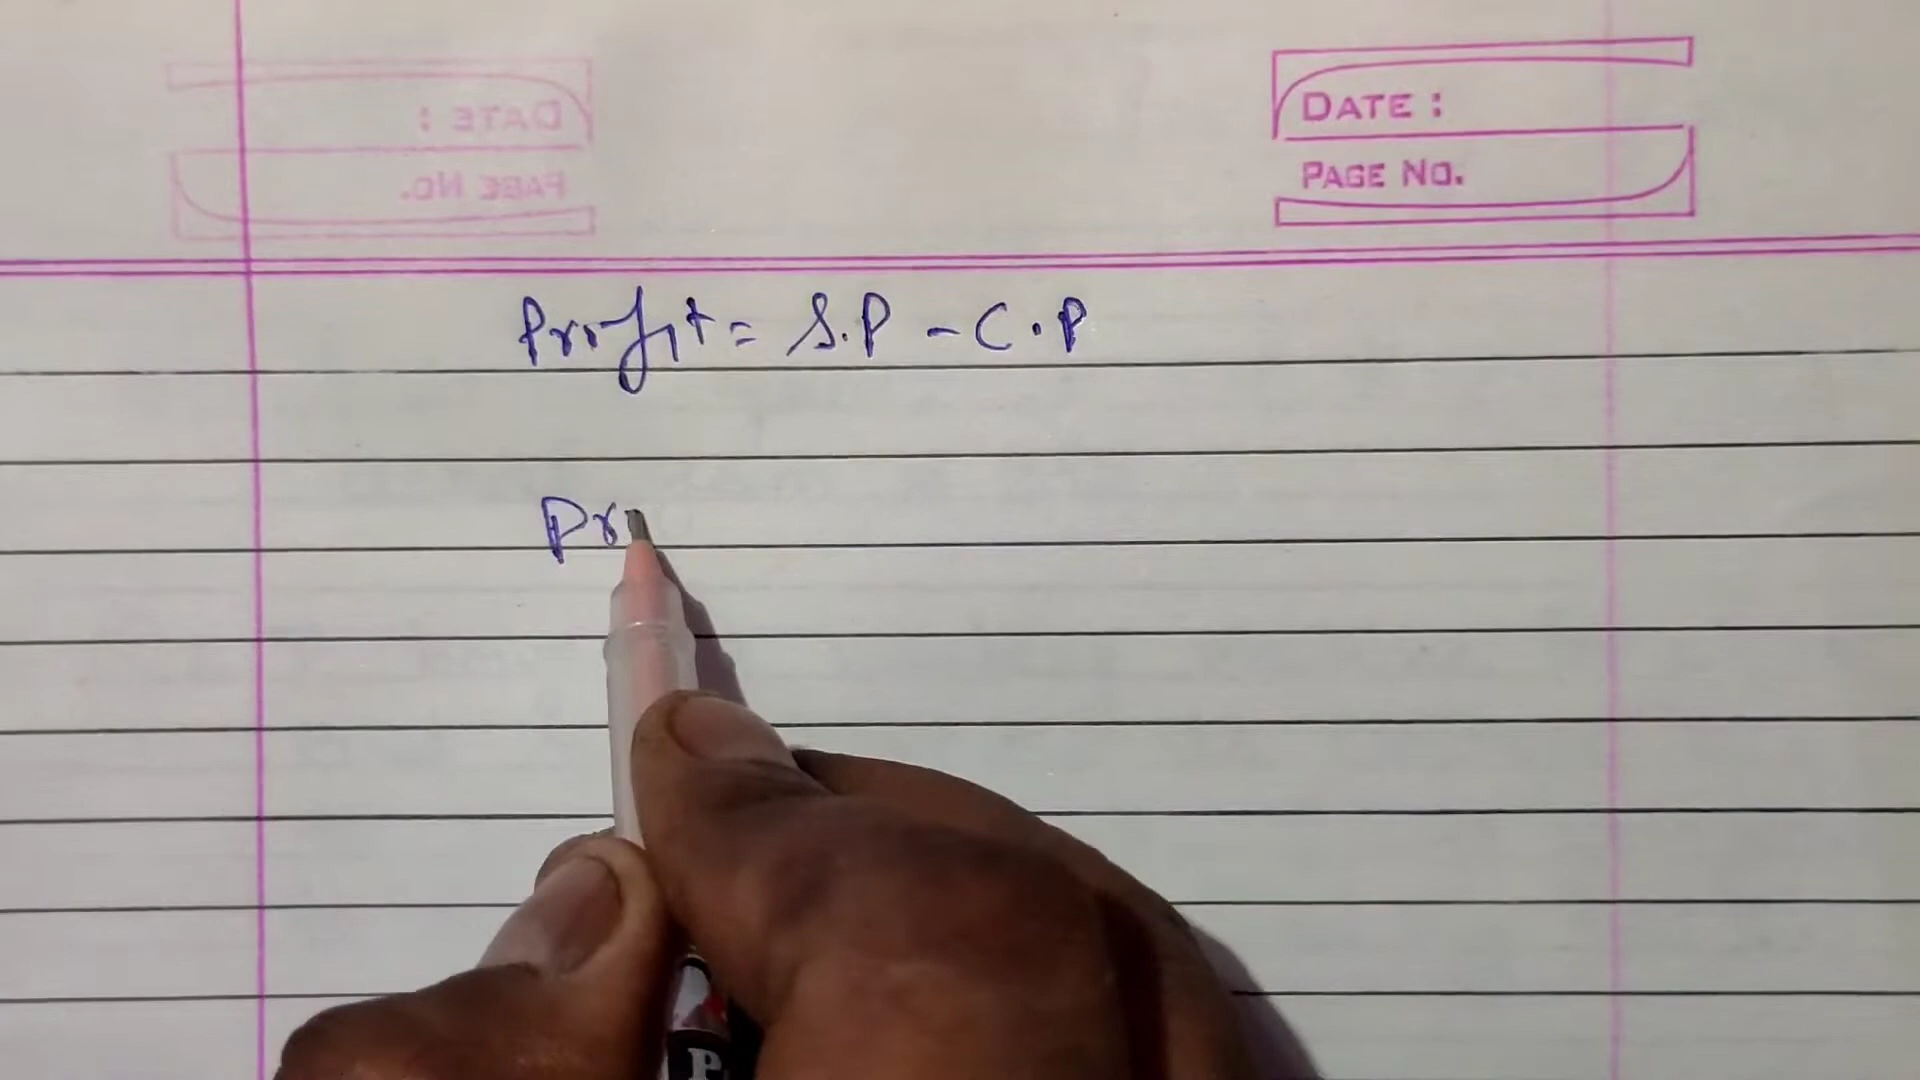 DATE :
PAGE NO.
Profit = S.P - C.P
Pr